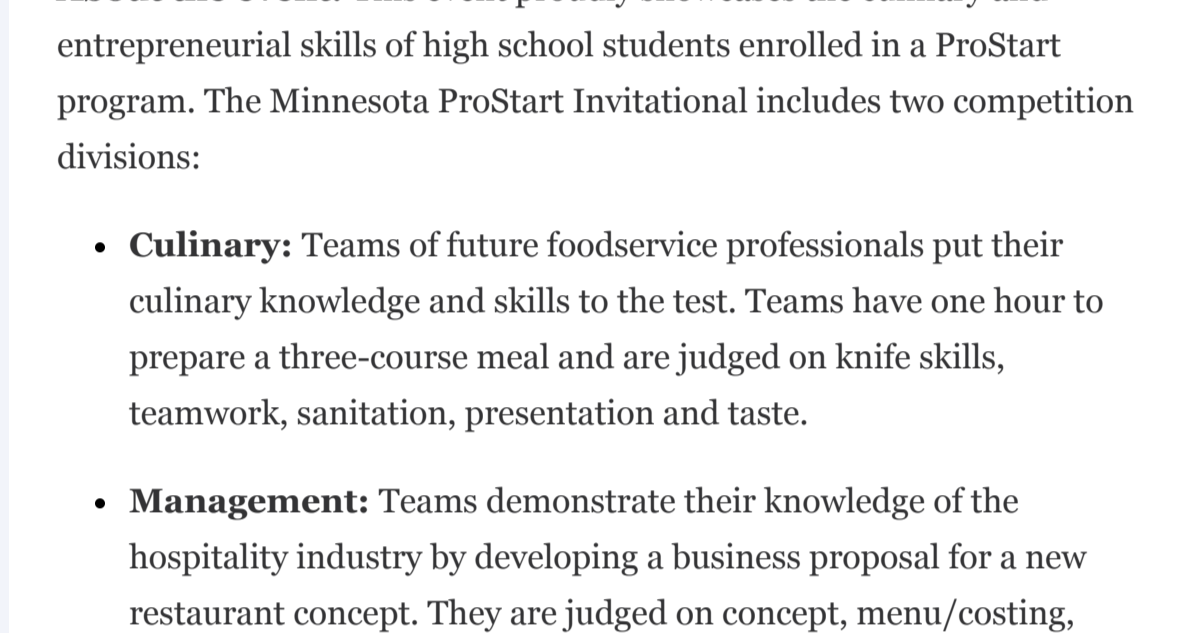 entrepreneurial skills of high school students enrolled in a ProStart
program. The Minnesota ProStart Invitational includes two competition
divisions:
• Culinary: Teams of future foodservice professionals put their
culinary knowledge and skills to the test. Teams have one hour to
prepare a three-course meal and are judged on knife skills,
teamwork, sanitation, presentation and taste.
• Management: Teams demonstrate their knowledge of the
hospitality industry by developing a business proposal for a new
restaurant concept. They are judged on concept, menu/costing,